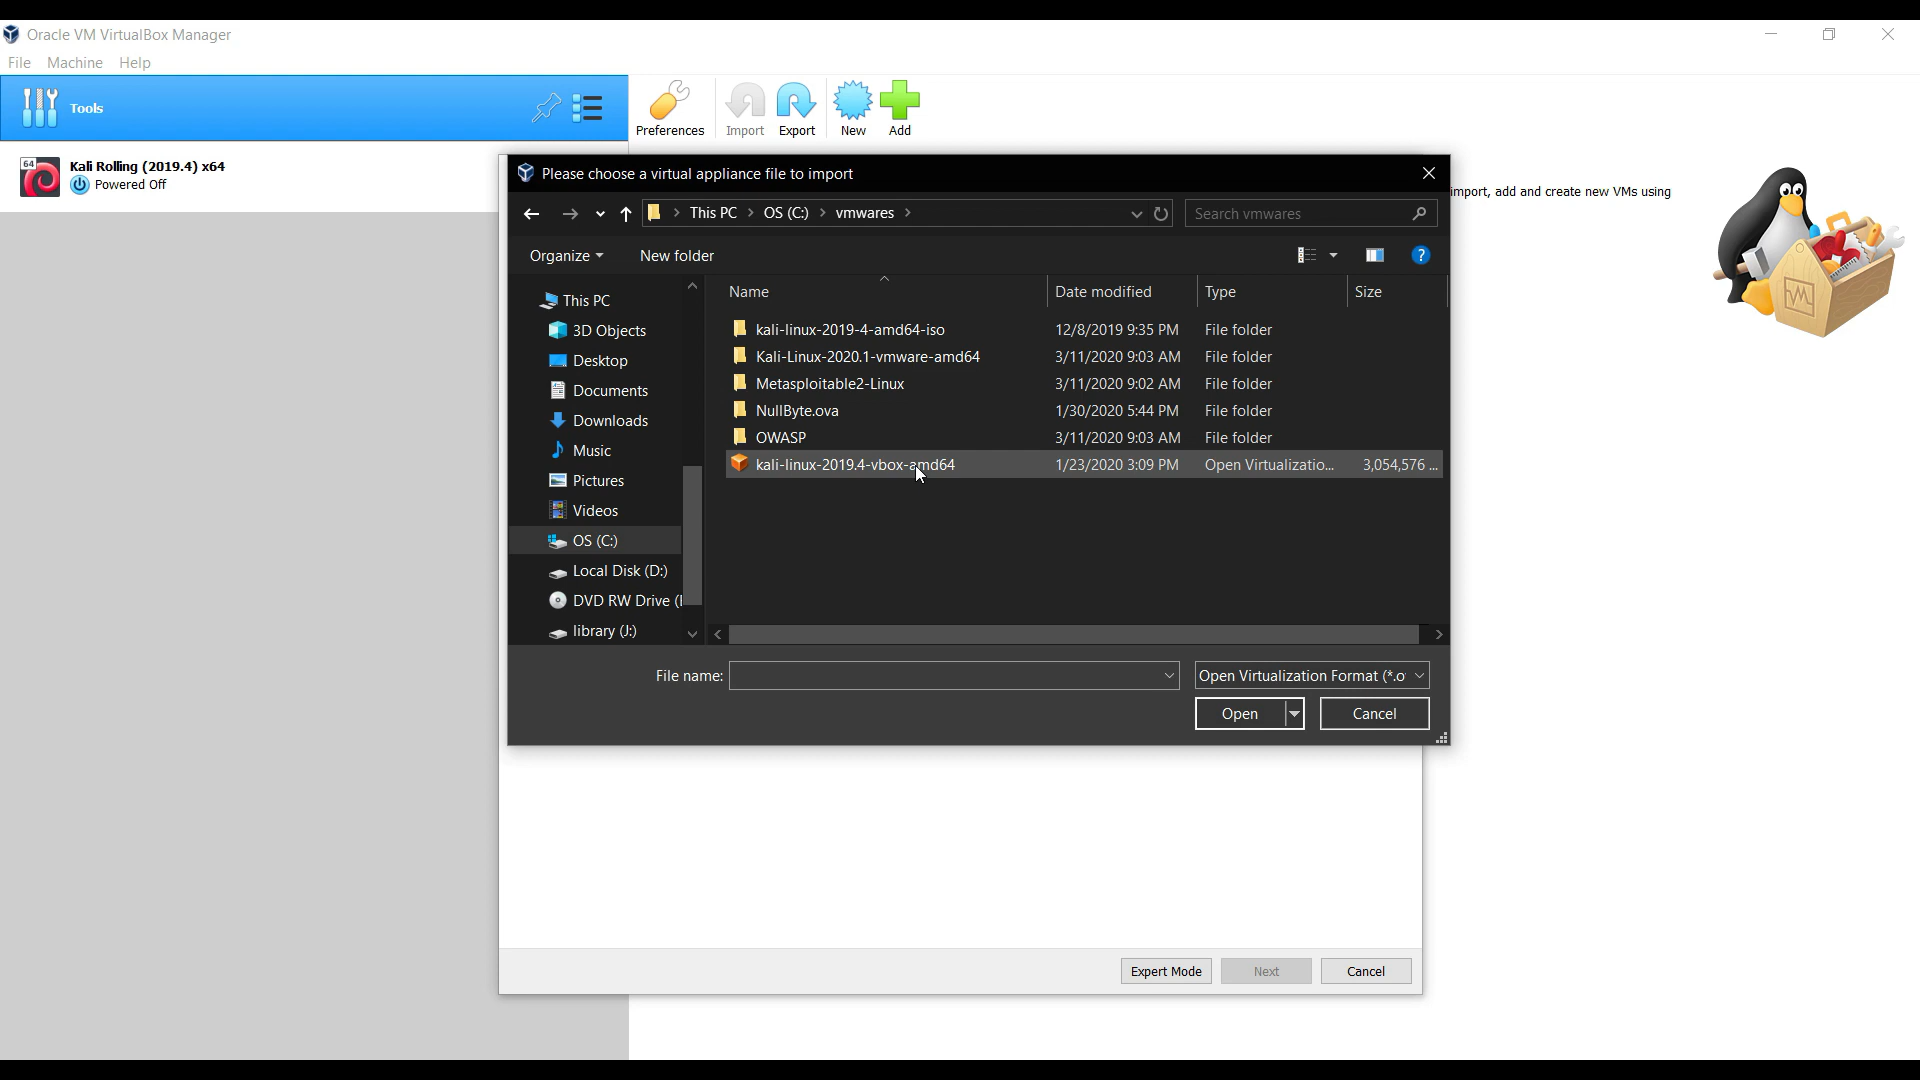 Oracle VM VirtualBox Manager
File Machine Help
Tools
Preferences Import Export New Add
64 Kali Rolling (2019.4) x64
Powered Off
import, add and create new VMs using
Please choose a virtual appliance file to import
This PC > OS (C:) > vmwares >
Search vmwares
Organize New folder
Name Date modified Type Size
This PC
3D Objects
Desktop
Documents
Downloads
Music
Pictures
Videos
OS (C:)
Local Disk (D:)
DVD RW Drive (
library (J:)
kali-linux-2019-4-amd64-iso 12/8/2019 9:35 PM File folder
Kali-Linux-2020.1-vmware-amd64 3/11/2020 9:03 AM File folder
Metasploitable2-Linux 3/11/2020 9:02 AM File folder
NullByte.ova 1/30/2020 5:44 PM File folder
OWASP 3/11/2020 9:03 AM File folder
kali-linux-2019.4-vbox-amd64 1/23/2020 3:09 PM Open Virtualizatio... 3,054,576 ...
File name:
Open Virtualization Format (*.o
Open Cancel
Expert Mode Next Cancel